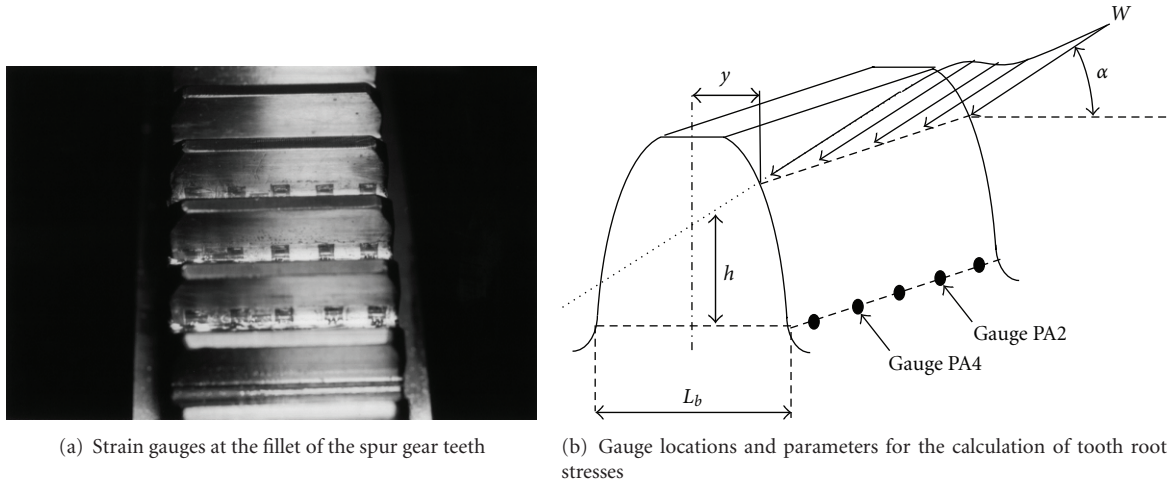 W
y
α
h
Gauge PA2
Gauge PA4
L_b
(a) Strain gauges at the fillet of the spur gear teeth
(b) Gauge locations and parameters for the calculation of tooth root
stresses